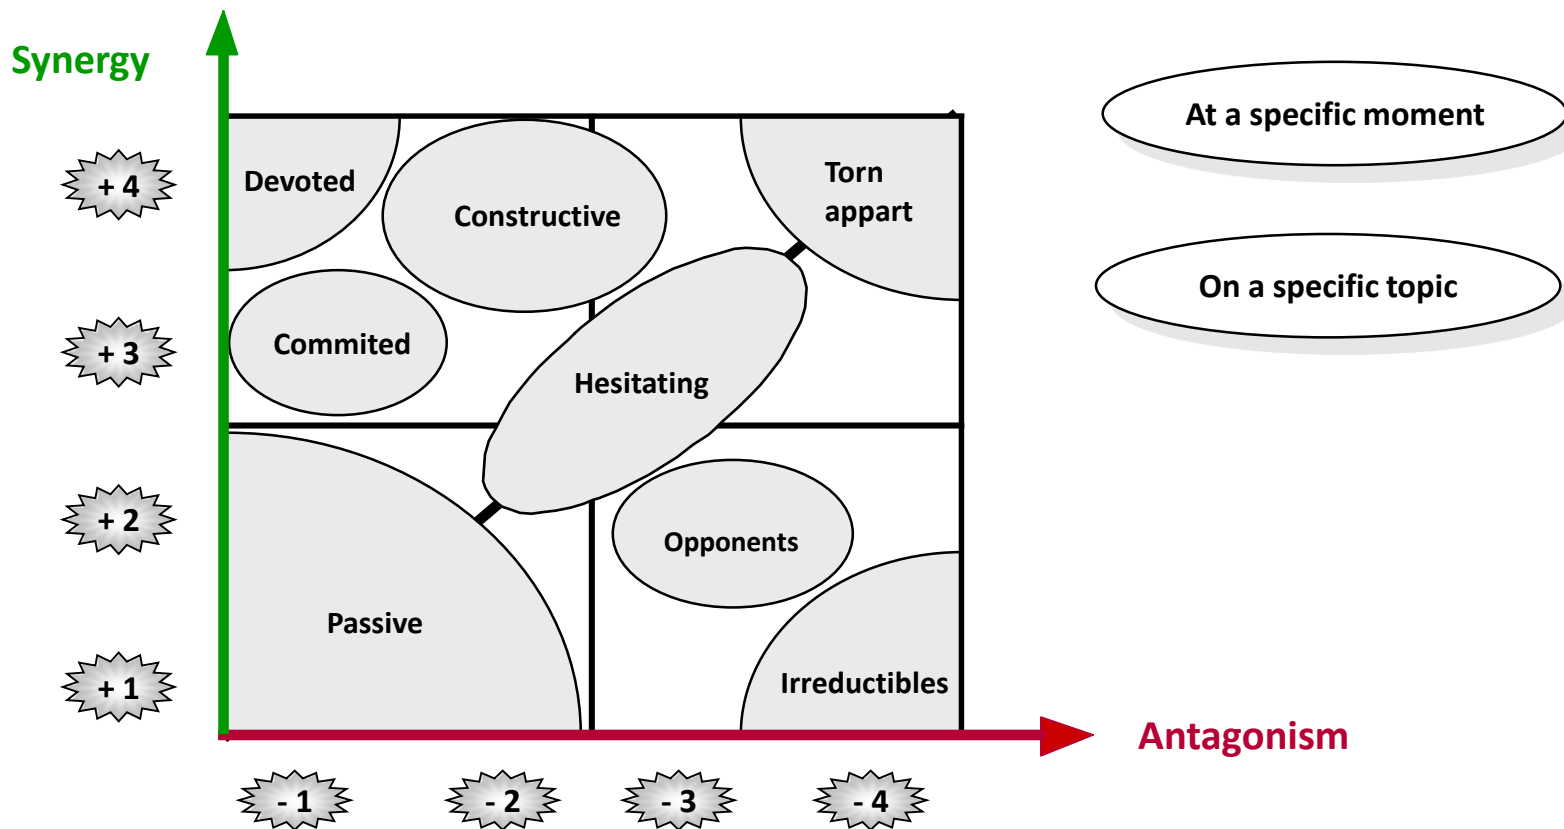 Synergy
At a specific moment
+ 4
Devoted
Constructive
Torn
appart
On a specific topic
+ 3
Commited
Hesitating
+ 2
Opponents
Passive
+ 1
Irreductibles
Antagonism
- 1
- 2
- 3
- 4